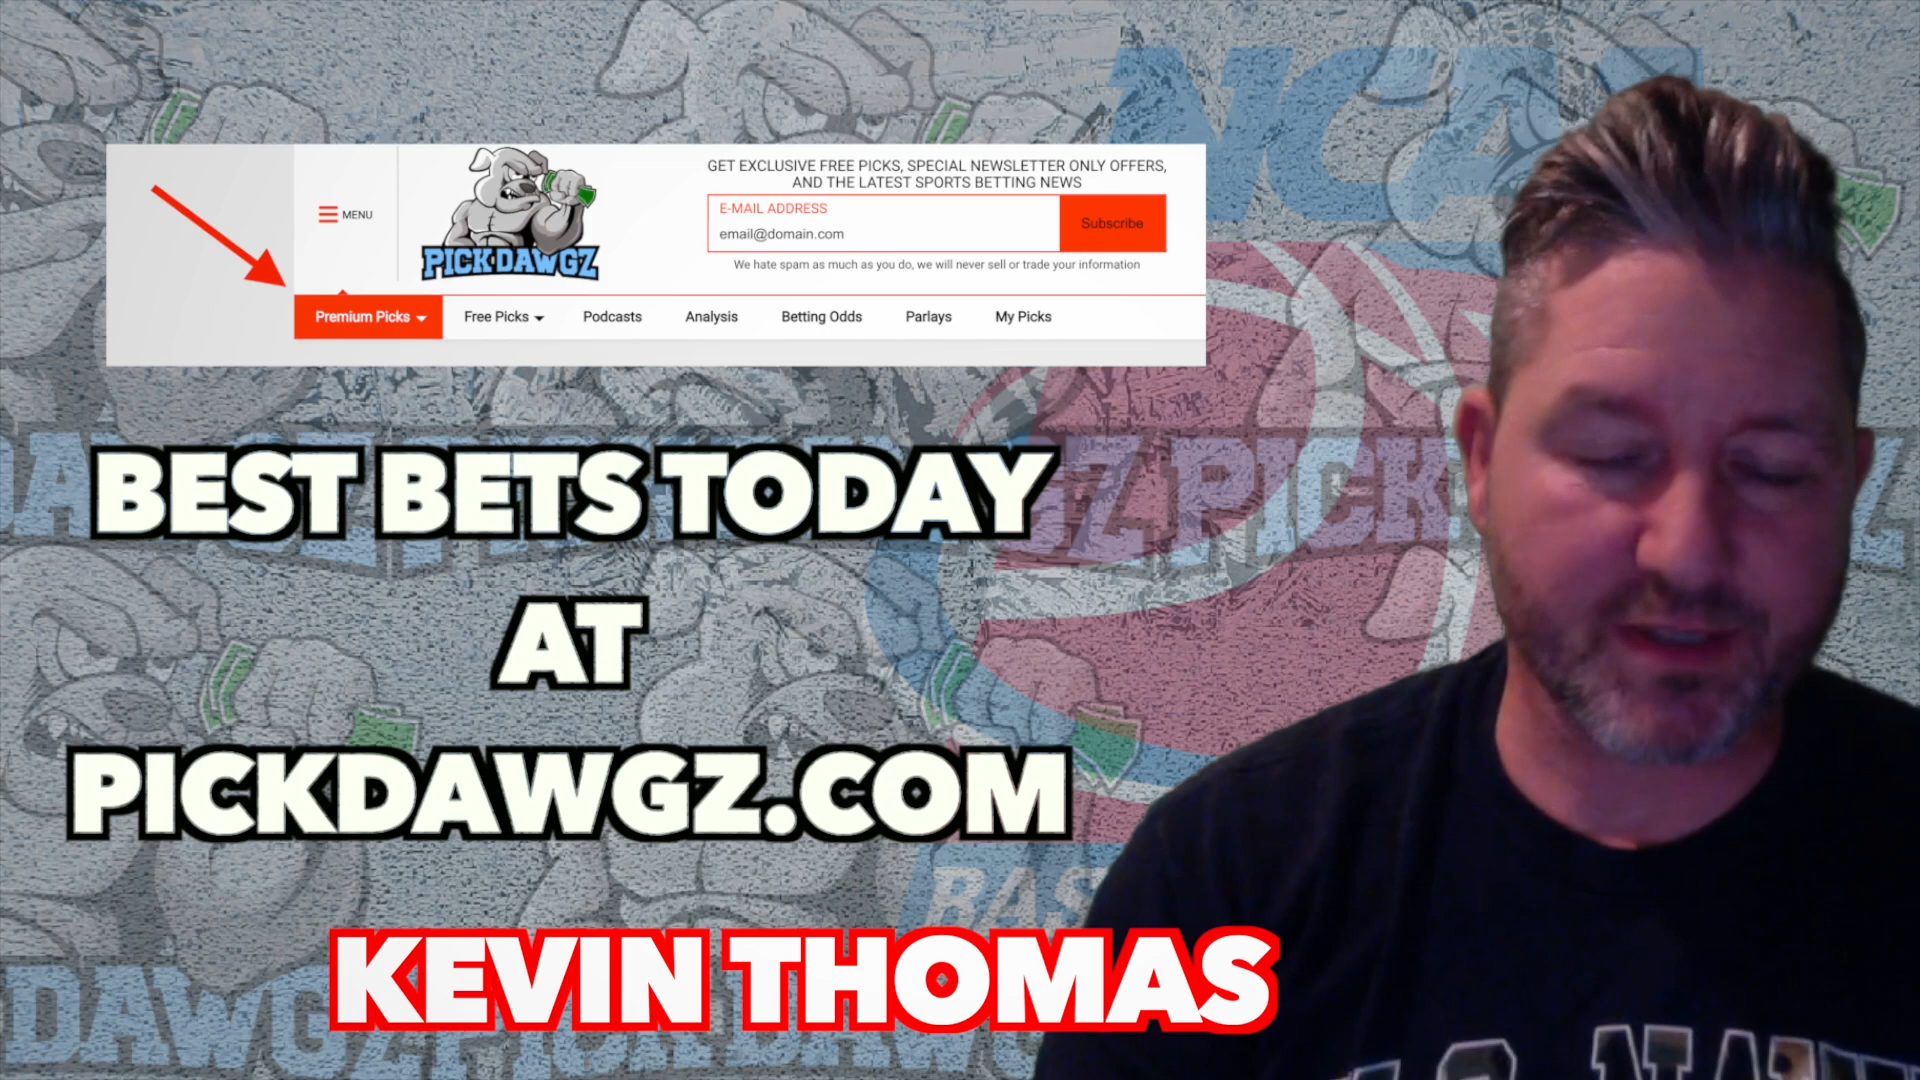 NCAA
MENU
PICKDAWGZ
GET EXCLUSIVE FREE PICKS, SPECIAL NEWSLETTER ONLY OFFERS,
AND THE LATEST SPORTS BETTING NEWS
E-MAIL ADDRESS
email@domain.com
Subscribe
We hate spam as much as you do, we will never sell or trade your information
Premium Picks
Free Picks
Podcasts
Analysis
Betting Odds
Parlays
My Picks
BEST BETS TODAY
AT
PICKDAWGZ.COM
BAS
KEVIN THOMAS
U.S. NAVY